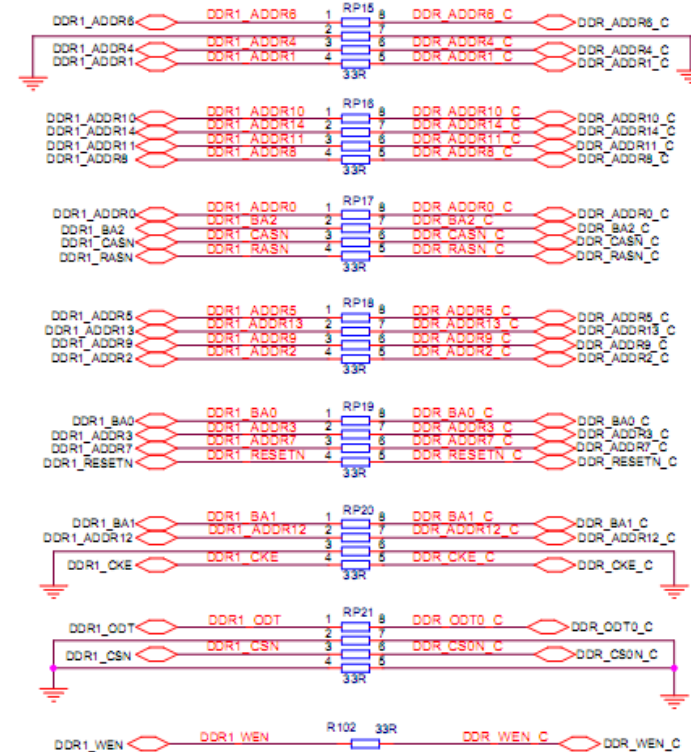 RP15
DDR1_ADDR6 DDR1_ADDR6 1 8 DDR_ADDR6_C DDR_ADDR6_C
2 7
DDR1_ADDR4 DDR1_ADDR4 3 6 DDR_ADDR4_C DDR_ADDR4_C
DDR1_ADDR1 DDR1_ADDR1 4 5 DDR_ADDR1_C DDR_ADDR1_C
33R
RP16
DDR1_ADDR10 DDR1_ADDR10 1 8 DDR_ADDR10_C DDR_ADDR10_C
DDR1_ADDR14 DDR1_ADDR14 2 7 DDR_ADDR14_C DDR_ADDR14_C
DDR1_ADDR11 DDR1_ADDR11 3 6 DDR_ADDR11_C DDR_ADDR11_C
DDR1_ADDR8 DDR1_ADDR8 4 5 DDR_ADDR8_C DDR_ADDR8_C
33R
RP17
DDR1_ADDR0 DDR1_ADDR0 1 8 DDR_ADDR0_C DDR_ADDR0_C
DDR1_BA2 DDR1_BA2 2 7 DDR_BA2_C DDR_BA2_C
DDR1_CASN DDR1_CASN 3 6 DDR_CASN_C DDR_CASN_C
DDR1_RASN DDR1_RASN 4 5 DDR_RASN_C DDR_RASN_C
33R
RP18
DDR1_ADDR5 DDR1_ADDR5 1 8 DDR_ADDR5_C DDR_ADDR5_C
DDR1_ADDR13 DDR1_ADDR13 2 7 DDR_ADDR13_C DDR_ADDR13_C
DDR1_ADDR9 DDR1_ADDR9 3 6 DDR_ADDR9_C DDR_ADDR9_C
DDR1_ADDR2 DDR1_ADDR2 4 5 DDR_ADDR2_C DDR_ADDR2_C
33R
RP19
DDR1_BA0 DDR1_BA0 1 8 DDR_BA0_C DDR_BA0_C
DDR1_ADDR3 DDR1_ADDR3 2 7 DDR_ADDR3_C DDR_ADDR3_C
DDR1_ADDR7 DDR1_ADDR7 3 6 DDR_ADDR7_C DDR_ADDR7_C
DDR1_RESETN DDR1_RESETN 4 5 DDR_RESETN_C DDR_RESETN_C
33R
RP20
DDR1_BA1 DDR1_BA1 1 8 DDR_BA1_C DDR_BA1_C
DDR1_ADDR12 DDR1_ADDR12 2 7 DDR_ADDR12_C DDR_ADDR12_C
3 6
DDR1_CKE DDR1_CKE 4 5 DDR_CKE_C DDR_CKE_C
33R
RP21
DDR1_ODT DDR1_ODT 1 8 DDR_ODT0_C DDR_ODT0_C
2 7
DDR1_CSN DDR1_CSN 3 6 DDR_CS0N_C DDR_CS0N_C
4 5
33R
R102 33R
DDR1_WEN DDR1_WEN DDR_WEN_C DDR_WEN_C